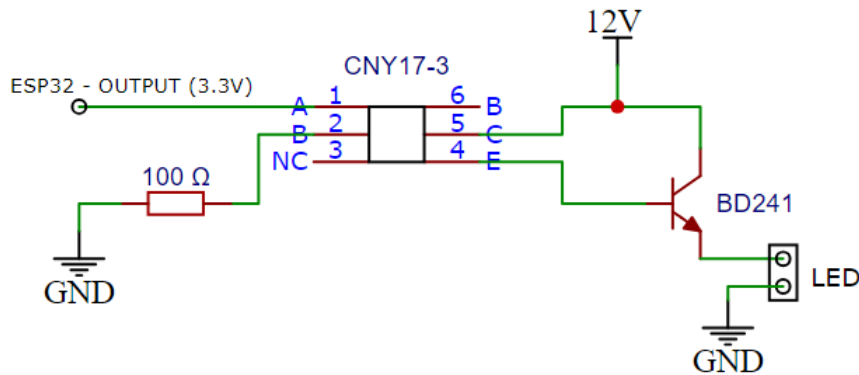 12V
CNY17-3
ESP32 - OUTPUT (3.3V)
A 1 6 B
B 2 5 C
NC 3 4 E
100 Ω
BD241
GND
LED
GND